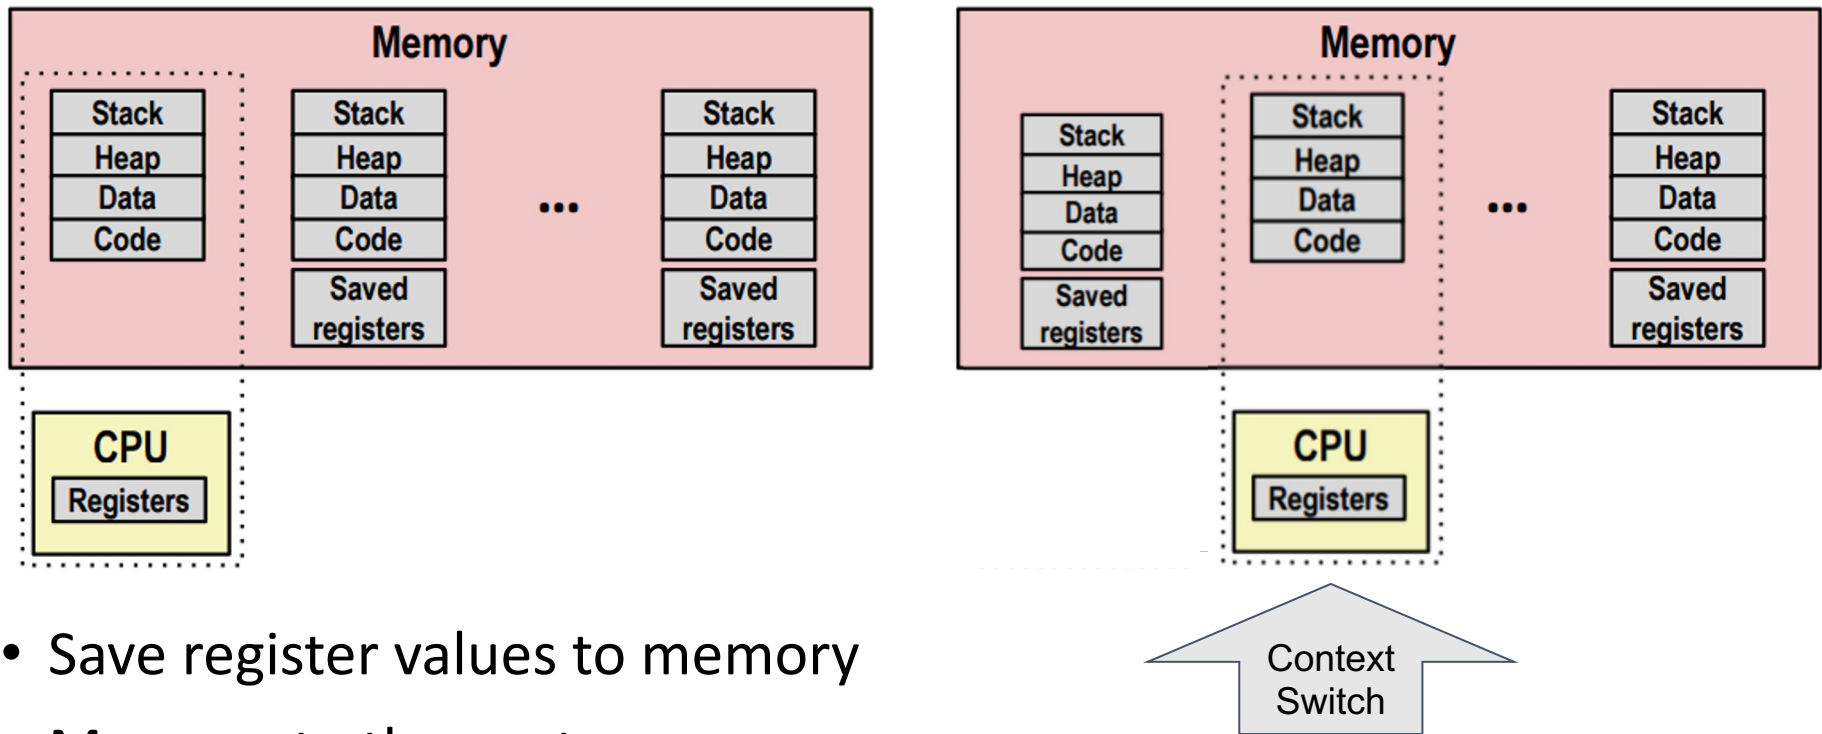 Memory
Stack
Heap
Data
Code
Stack
Heap
Data
Code
Saved
registers
...
Stack
Heap
Data
Code
Saved
registers
CPU
Registers
Memory
Stack
Heap
Data
Code
Saved
registers
Stack
Heap
Data
Code
...
Stack
Heap
Data
Code
Saved
registers
CPU
Registers
• Save register values to memory
Context
Switch